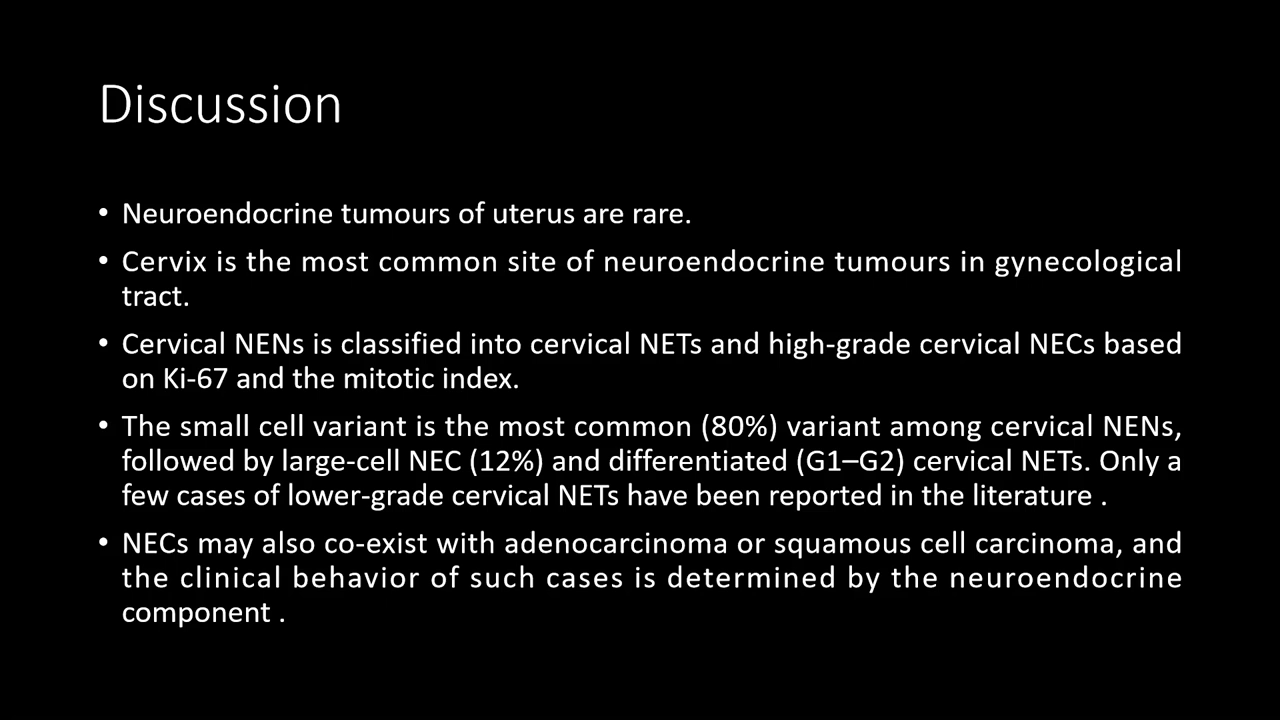 Discussion
• Neuroendocrine tumours of uterus are rare.
• Cervix is the most common site of neuroendocrine tumours in gynecological
tract.
• Cervical NENs is classified into cervical NETs and high-grade cervical NECs based
on Ki-67 and the mitotic index.
• The small cell variant is the most common (80%) variant among cervical NENs,
followed by large-cell NEC (12%) and differentiated (G1–G2) cervical NETs. Only a
few cases of lower-grade cervical NETs have been reported in the literature .
• NECs may also co-exist with adenocarcinoma or squamous cell carcinoma, and
the clinical behavior of such cases is determined by the neuroendocrine
component .